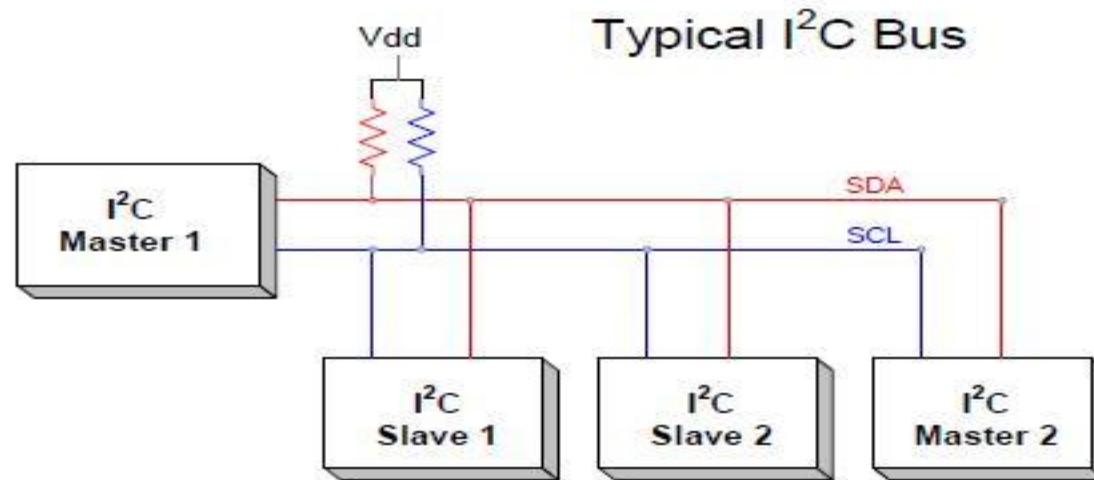 Typical I²C Bus
Vdd
SDA
SCL
I²C
Master 1
I²C
Slave 1
I²C
Slave 2
I²C
Master 2